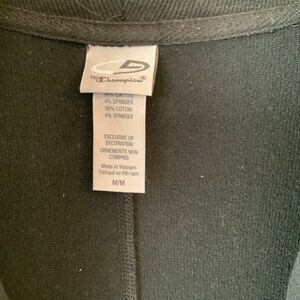 by Champion®
96% COTTON/
4% SPANDEX
96% COTON/
4% SPANDEX
EXCLUSIVE OF
DECORATION
ORNEMENTS NON
COMPRIS
Made in Vietnam
Fabriqué au Viêt-nam
M/M